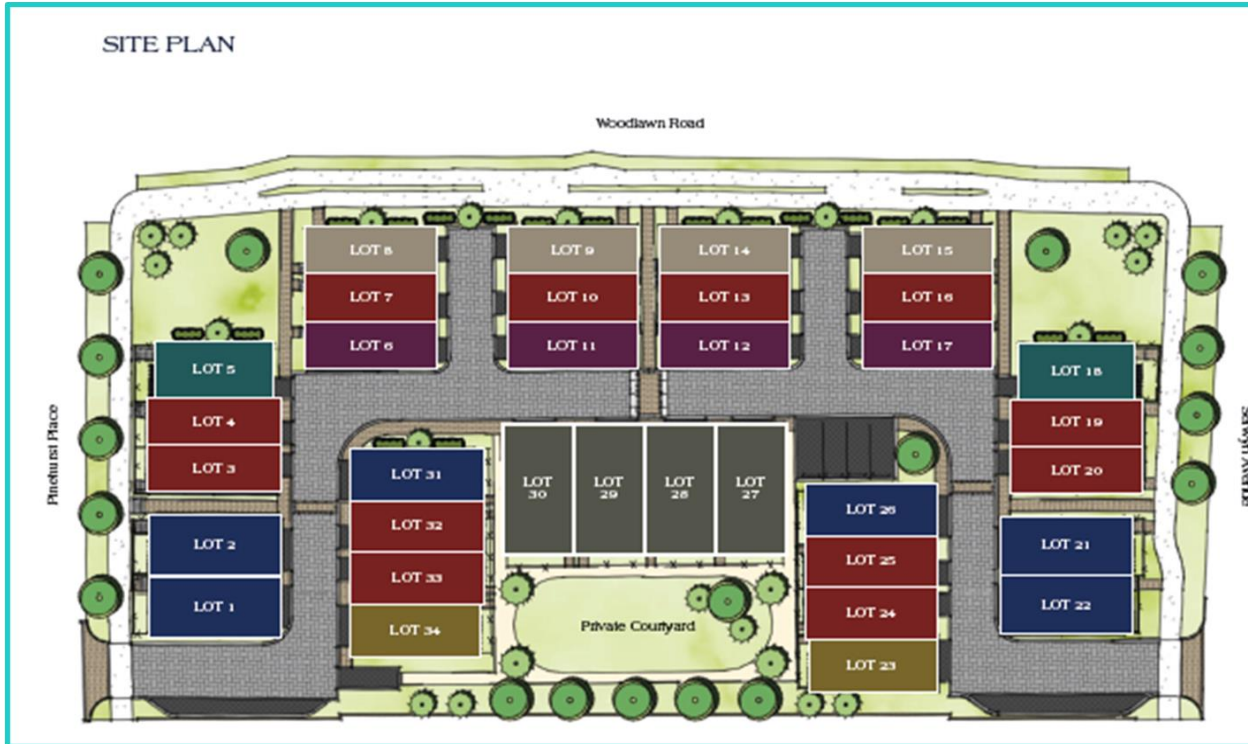 SITE PLAN
Woodlawn Road
LOT 8
LOT 9
LOT 14
LOT 15
LOT 7
LOT 10
LOT 13
LOT 16
LOT 6
LOT 11
LOT 12
LOT 17
LOT 5
LOT 18
LOT 4
LOT 19
LOT 3
LOT 20
Pinehurst Place
LOT 31
LOT
30
LOT
29
LOT
28
LOT
27
LOT 26
LOT 2
LOT 21
LOT 32
LOT 25
LOT 33
LOT 1
LOT 22
LOT 24
LOT 34
Private Courtyard
LOT 23